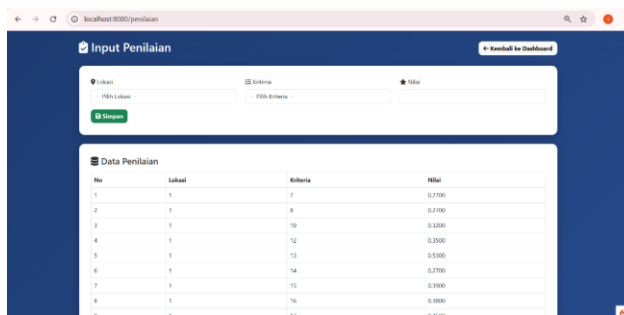 localhost:8080/penilaian
Input Penilaian
← Kembali ke Dashboard
Lokasi Kriteria Nilai
-- Pilih Lokasi -- -- Pilih Kriteria --
Simpan
Data Penilaian
No Lokasi Kriteria Nilai
1 1 7 0.2700
2 1 8 0.2700
3 1 10 0.3200
4 1 12 0.3500
5 1 13 0.5300
6 1 14 0.2700
7 1 15 0.3900
8 1 16 0.3800